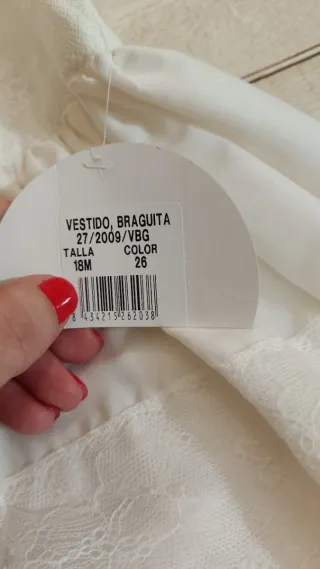 VESTIDO, BRAGUITA
27/2009/VBG
TALLA COLOR
18M 26
8 434215 262038